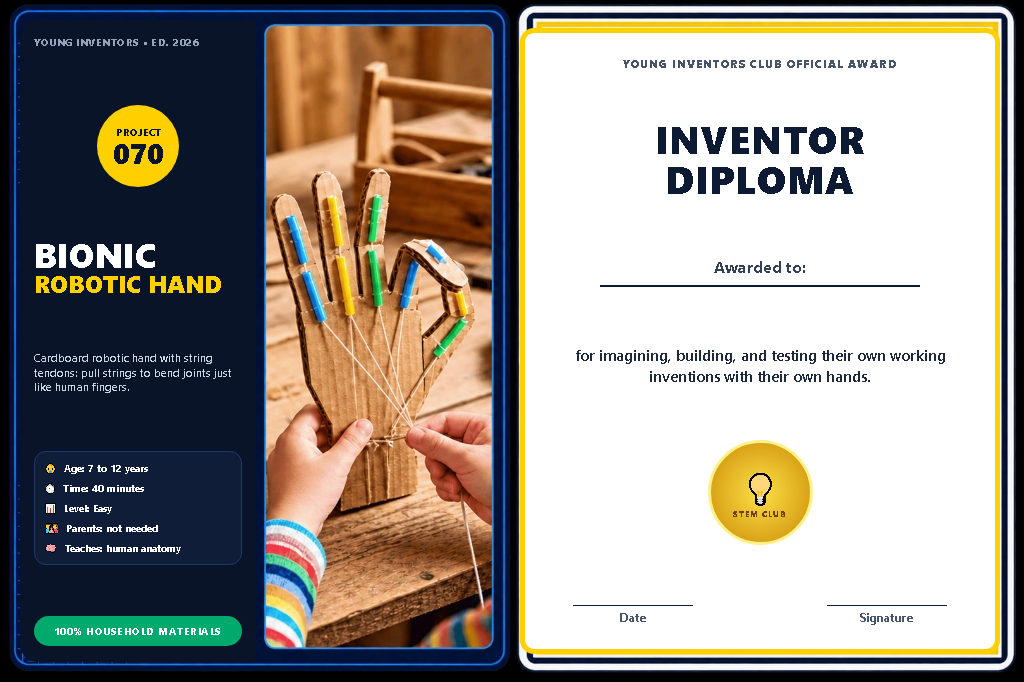 YOUNG INVENTORS • ED. 2026
PROJECT
070
BIONIC
ROBOTIC HAND
Cardboard robotic hand with string
tendons: pull strings to bend joints just
like human fingers.
Age: 7 to 12 years
Time: 40 minutes
Level: Easy
Parents: not needed
Teaches: human anatomy
100% HOUSEHOLD MATERIALS
YOUNG INVENTORS CLUB OFFICIAL AWARD
INVENTOR
DIPLOMA
Awarded to:
for imagining, building, and testing their own working
inventions with their own hands.
STEM CLUB
Date
Signature